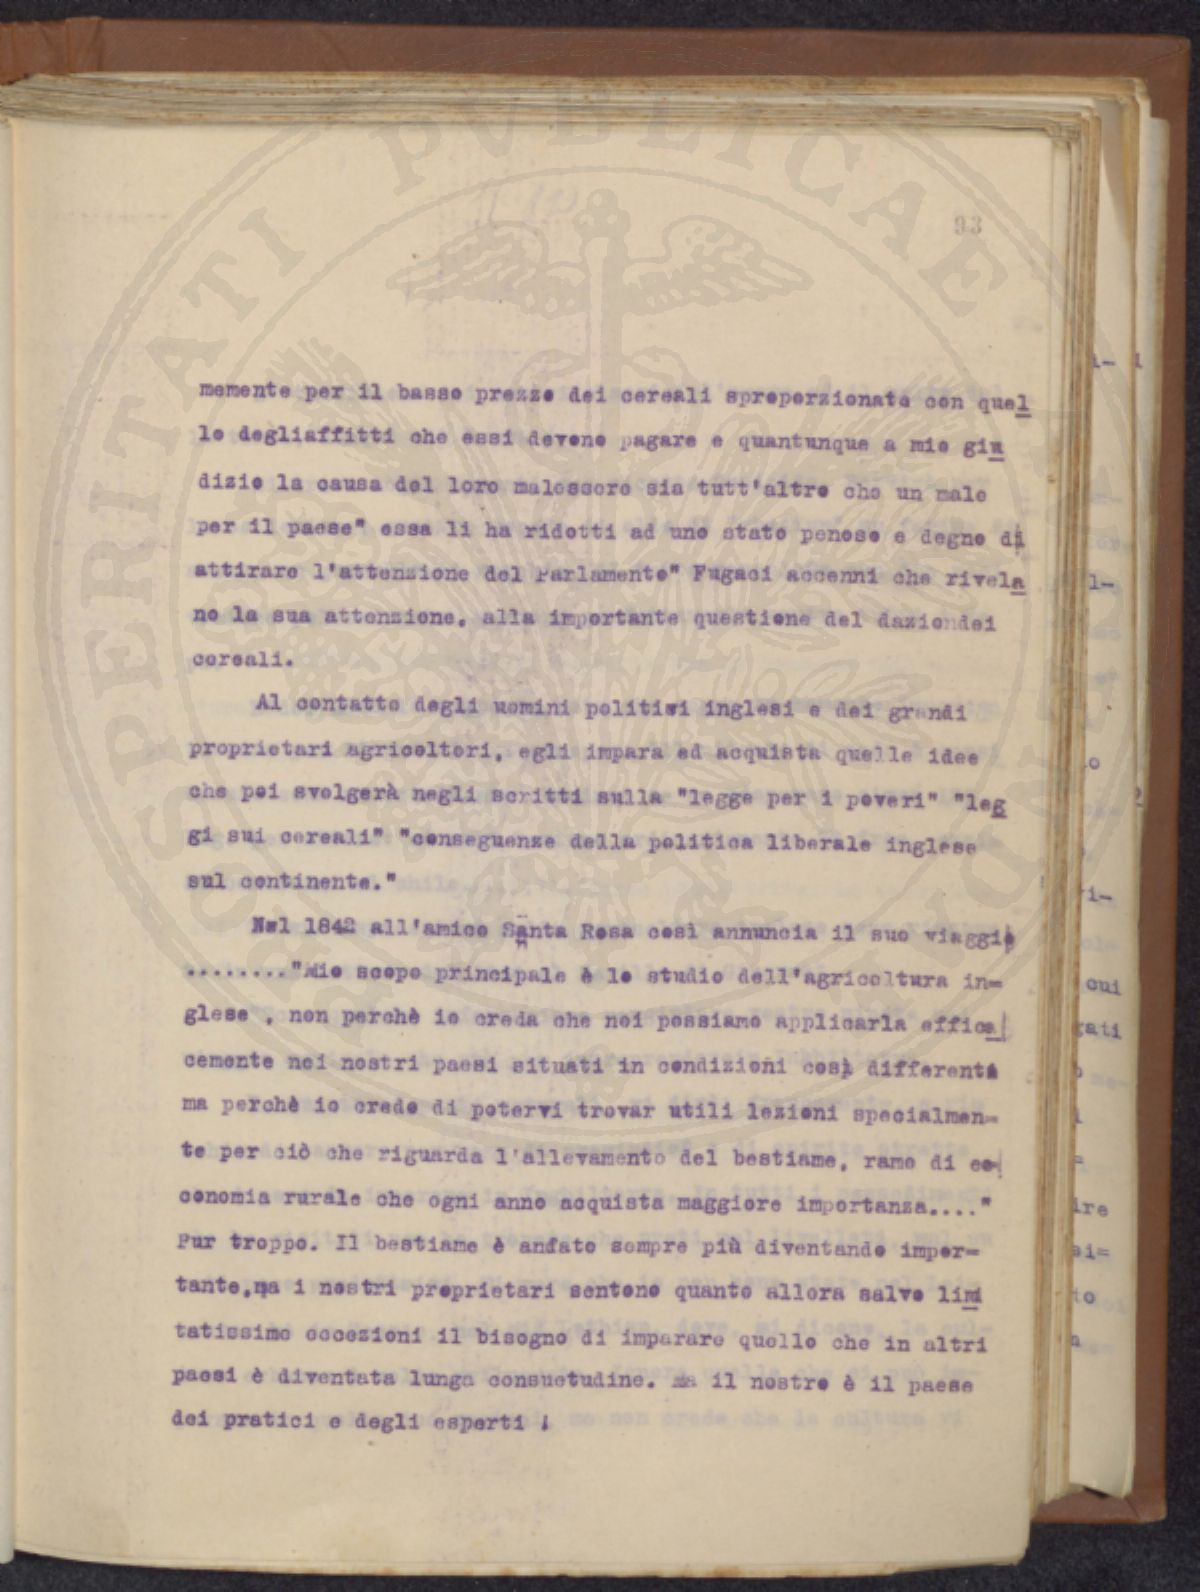 PROSPERITATI PVBLICAE
93
memente per il basso prezzo dei cereali sproporzionato con quel
lo degliaffitti che essi devono pagare e quantunque a mio giu
dizio la causa del loro malessere sia tutt'altro che un male
per il paese" essa li ha ridotti ad uno stato penoso e degno di
attirare l'attenzione del Parlamento" Fugaci accenni che rivela
no la sua attenzione, alla importante questione del daziondei
cereali.
Al contatto degli uomini politici inglesi e dei grandi
proprietari agricoltori, egli impara ed acquista quelle idee
che poi svolgerà negli scritti sulla "legge per i poveri" "leg
gi sui cereali" "conseguenze della politica liberale inglese
sul continente."
Nel 1842 all'amico Santa Rosa così annuncia il suo viaggio
........"Mio scopo principale è lo studio dell'agricoltura in=
glese , non perchè io creda che noi possiamo applicarla effica
cemente nei nostri paesi situati in condizioni così differenti
ma perchè io credo di potervi trovar utili lezioni specialmen=
te per ciò che riguarda l'allevamento del bestiame, ramo di e
conomia rurale che ogni anno acquista maggiore importanza...."
Pur troppo. Il bestiame è andato sempre più diventando impor=
tante,ma i nostri proprietari sentono quanto allora salvo limi
tatissime eccezioni il bisogno di imparare quello che in altri
paesi è diventata lunga consuetudine. ma il nostro è il paese
dei pratici e degli esperti !
cui
gati